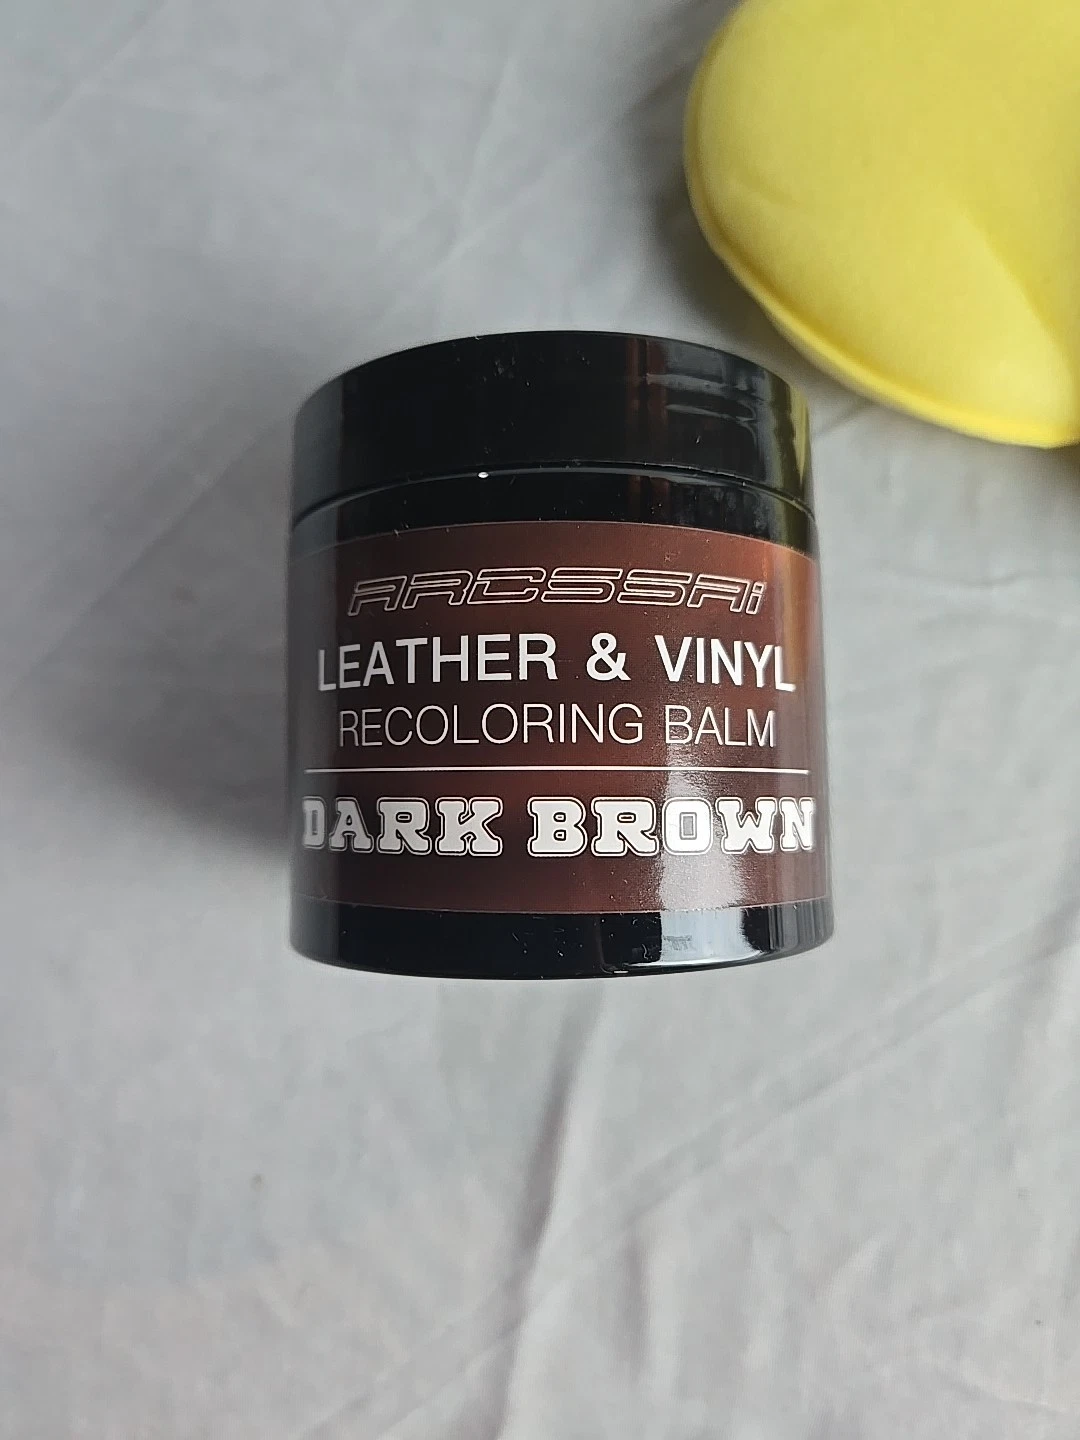 ARCSSAi
LEATHER & VINYL
RECOLORING BALM
DARK BROWN